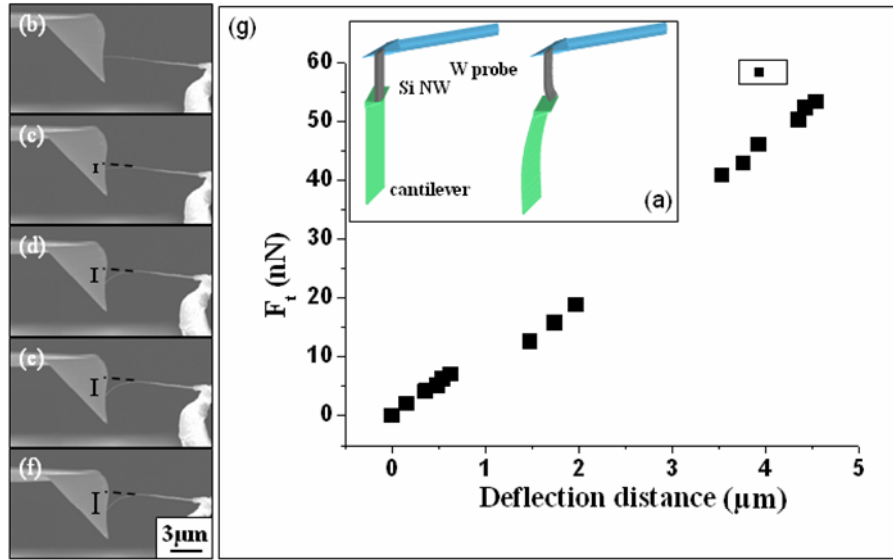 (b)
(c)
(d)
(e)
(f)
3μm
(g)
60
50
40
30
20
10
0
F_t (nN)
W probe
Si NW
cantilever
(a)
0 1 2 3 4 5
Deflection distance (μm)